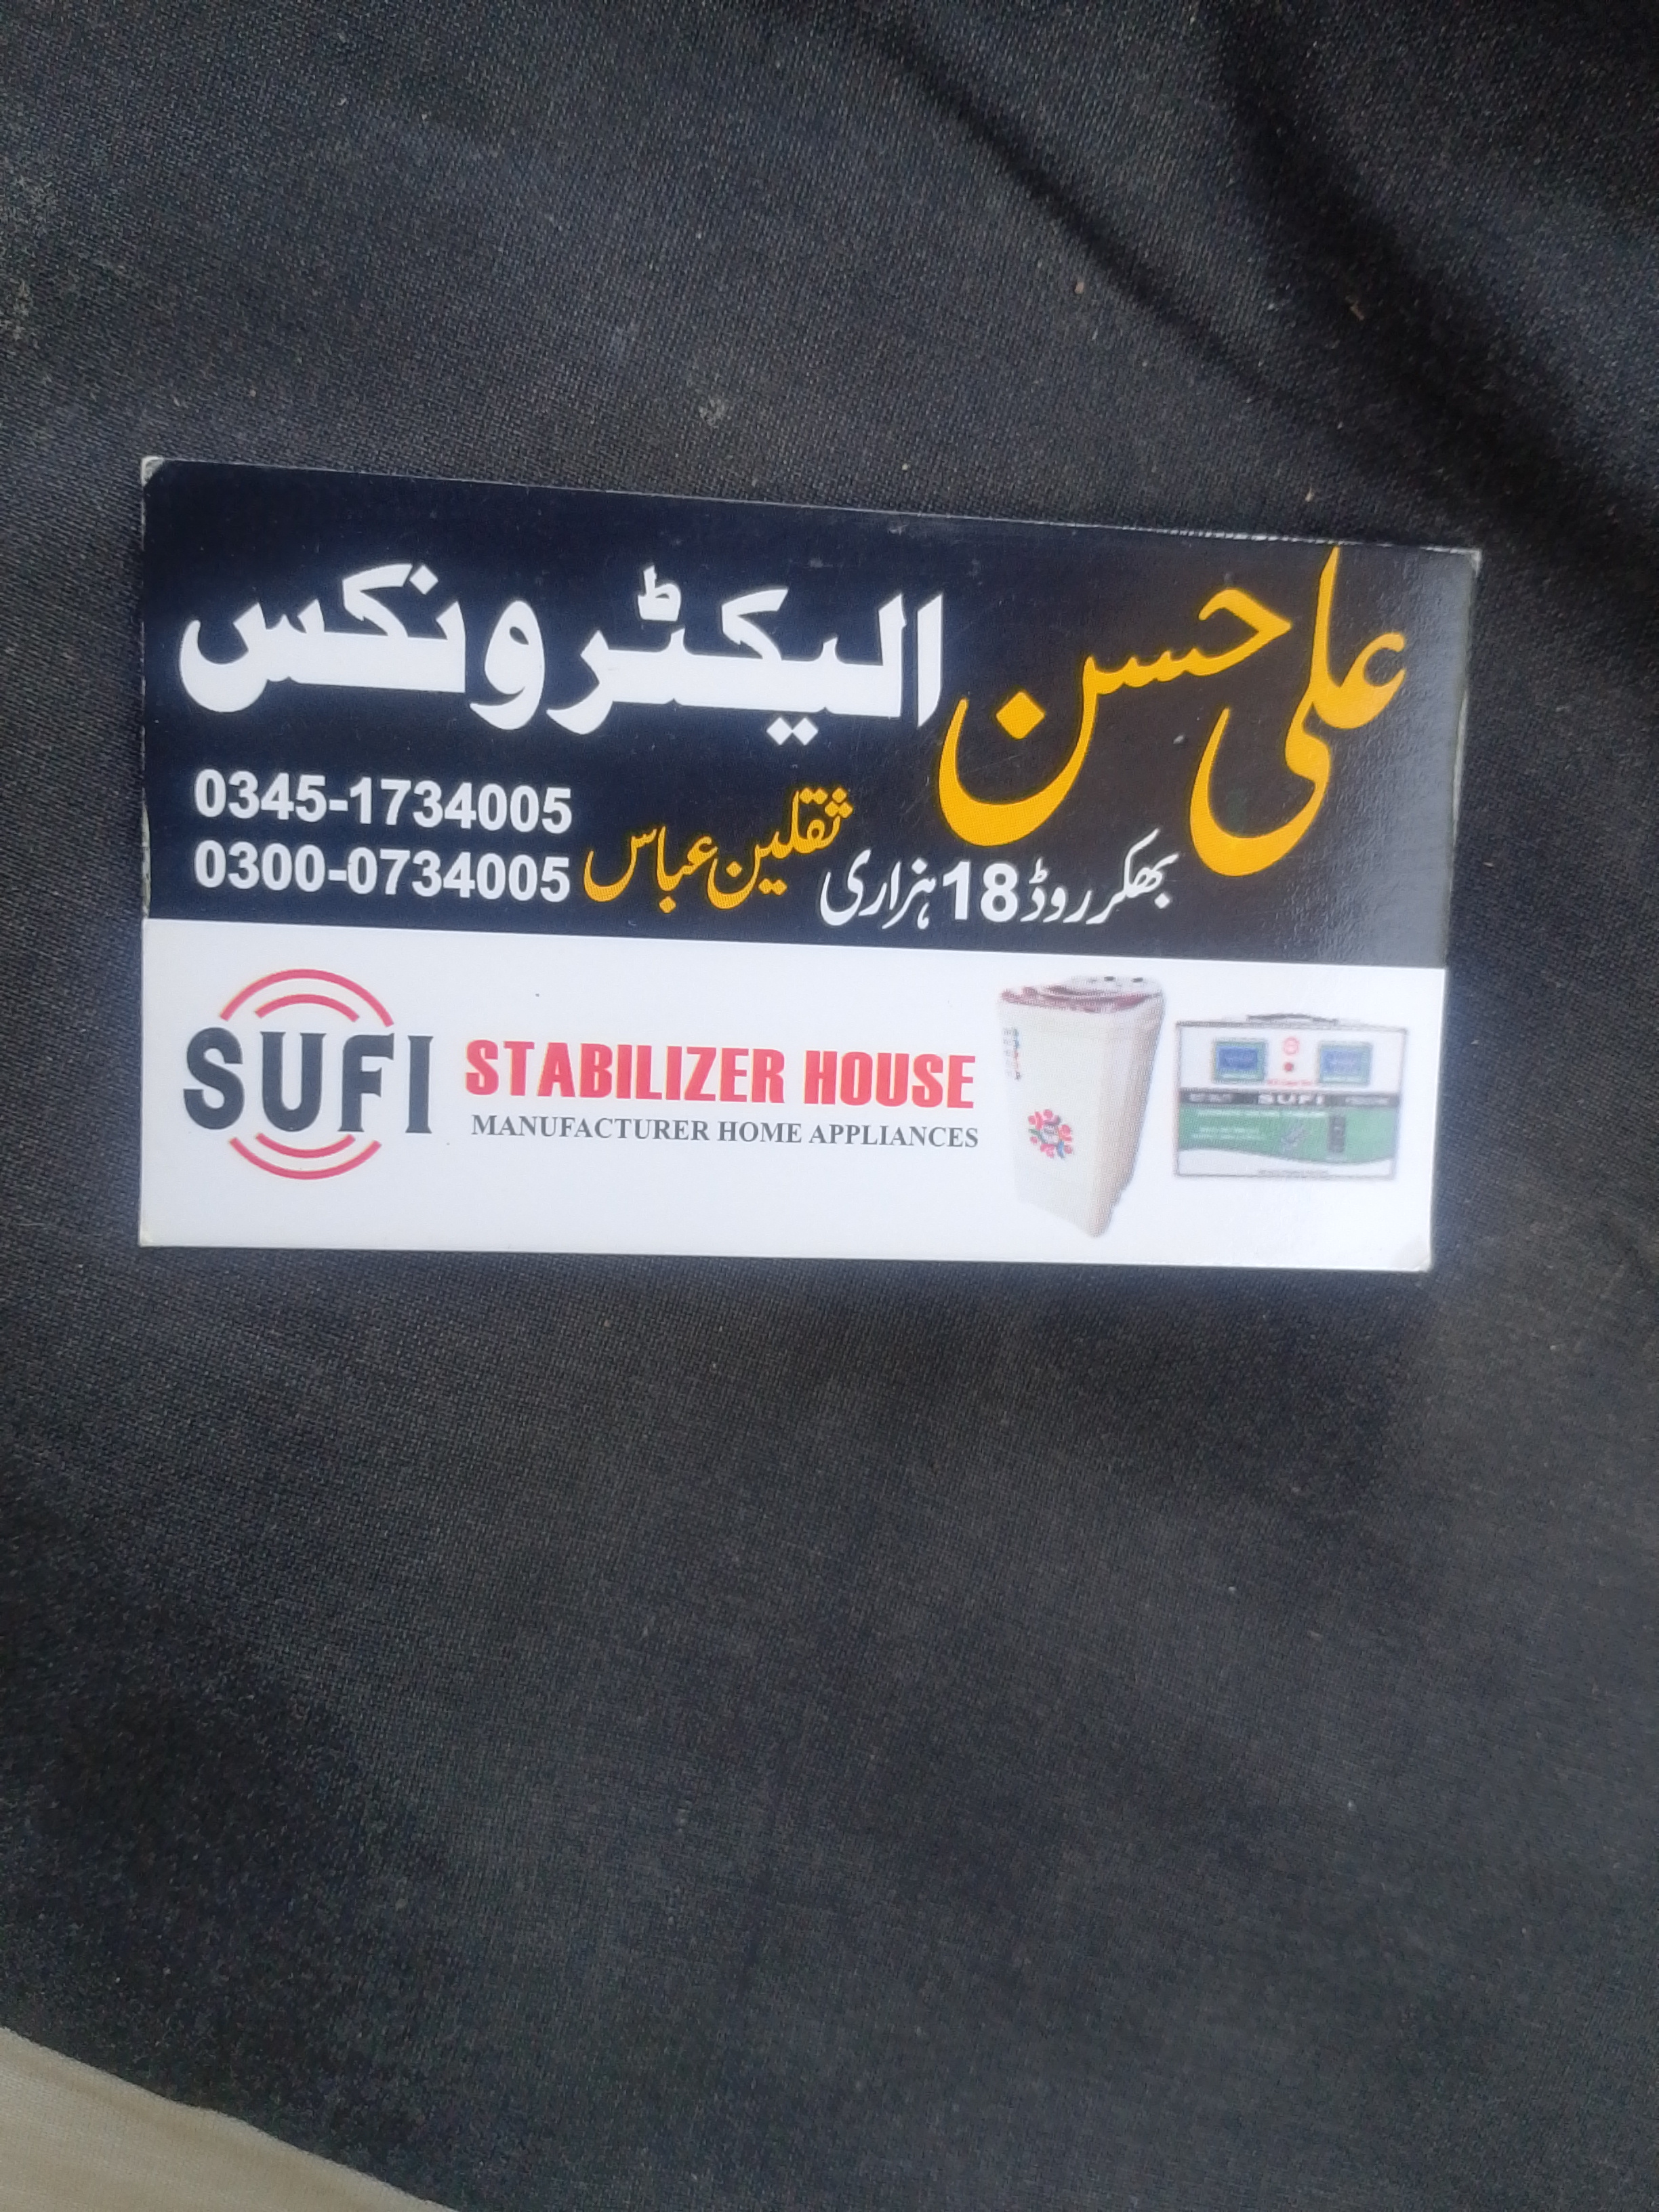 علی حسن الیکٹرونکس
بھکر روڈ 18 ہزاری
ثقلین عباس
0345-1734005
0300-0734005
SUFI
STABILIZER HOUSE
MANUFACTURER HOME APPLIANCES
SUFI